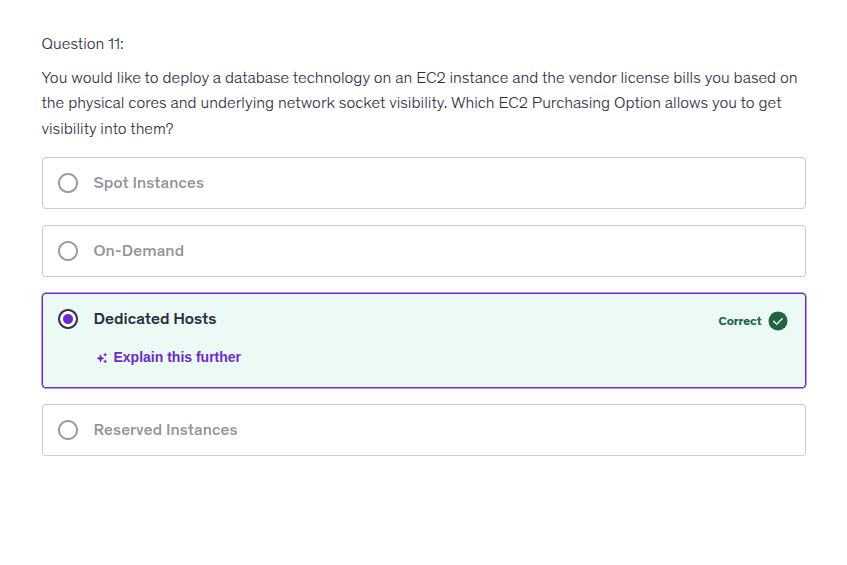 Question 11:
You would like to deploy a database technology on an EC2 instance and the vendor license bills you based on
the physical cores and underlying network socket visibility. Which EC2 Purchasing Option allows you to get
visibility into them?
Spot Instances
On-Demand
Dedicated Hosts
Correct
Explain this further
Reserved Instances